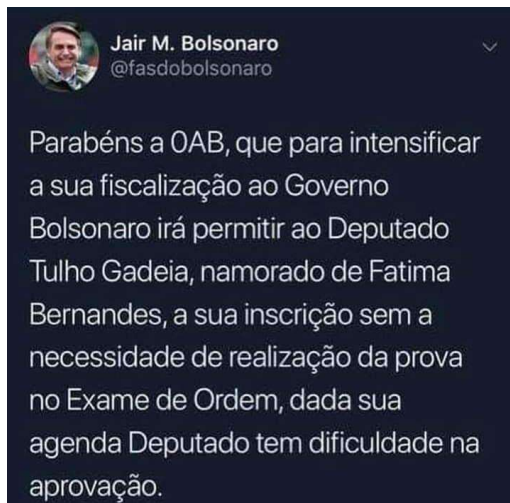 Jair M. Bolsonaro
@fasdobolsonaro
Parabéns a OAB, que para intensificar
a sua fiscalização ao Governo
Bolsonaro irá permitir ao Deputado
Tulho Gadeia, namorado de Fatima
Bernandes, a sua inscrição sem a
necessidade de realização da prova
no Exame de Ordem, dada sua
agenda Deputado tem dificuldade na
aprovação.